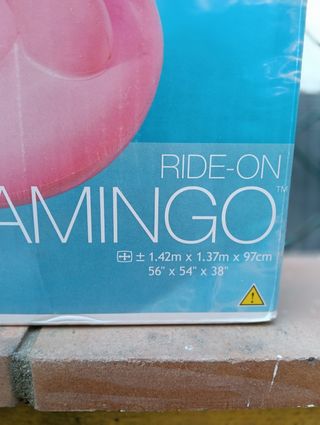 RIDE-ON
AMINGO™
± 1.42m x 1.37m x 97cm
56" x 54" x 38"